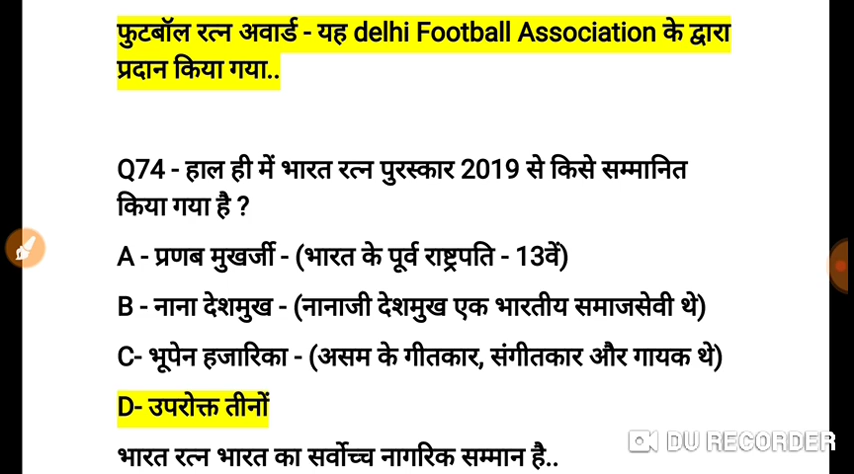 फुटबॉल रत्न अवार्ड - यह delhi Football Association के द्वारा
प्रदान किया गया..
Q74 - हाल ही में भारत रत्न पुरस्कार 2019 से किसे सम्मानित
किया गया है ?
A - प्रणब मुखर्जी - (भारत के पूर्व राष्ट्रपति - 13वें)
B - नाना देशमुख - (नानाजी देशमुख एक भारतीय समाजसेवी थे)
C- भूपेन हजारिका - (असम के गीतकार, संगीतकार और गायक थे)
D- उपरोक्त तीनों
भारत रत्न भारत का सर्वोच्च नागरिक सम्मान है..
DU RECORDER